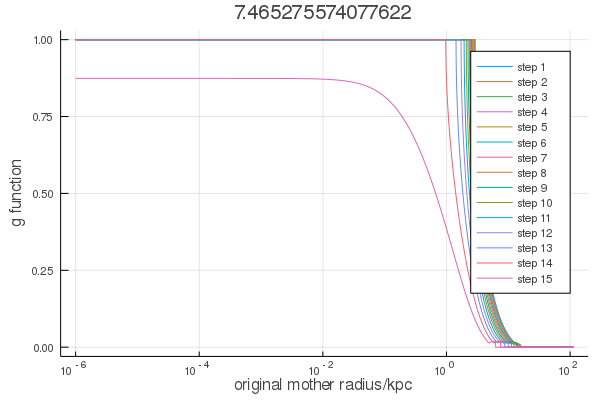 7.465275574077622
1.00
0.75
0.50
0.25
0.00
g function
step 1
step 2
step 3
step 4
step 5
step 6
step 7
step 8
step 9
step 10
step 11
step 12
step 13
step 14
step 15
10^-6 10^-4 10^-2 10^0 10^2
original mother radius/kpc